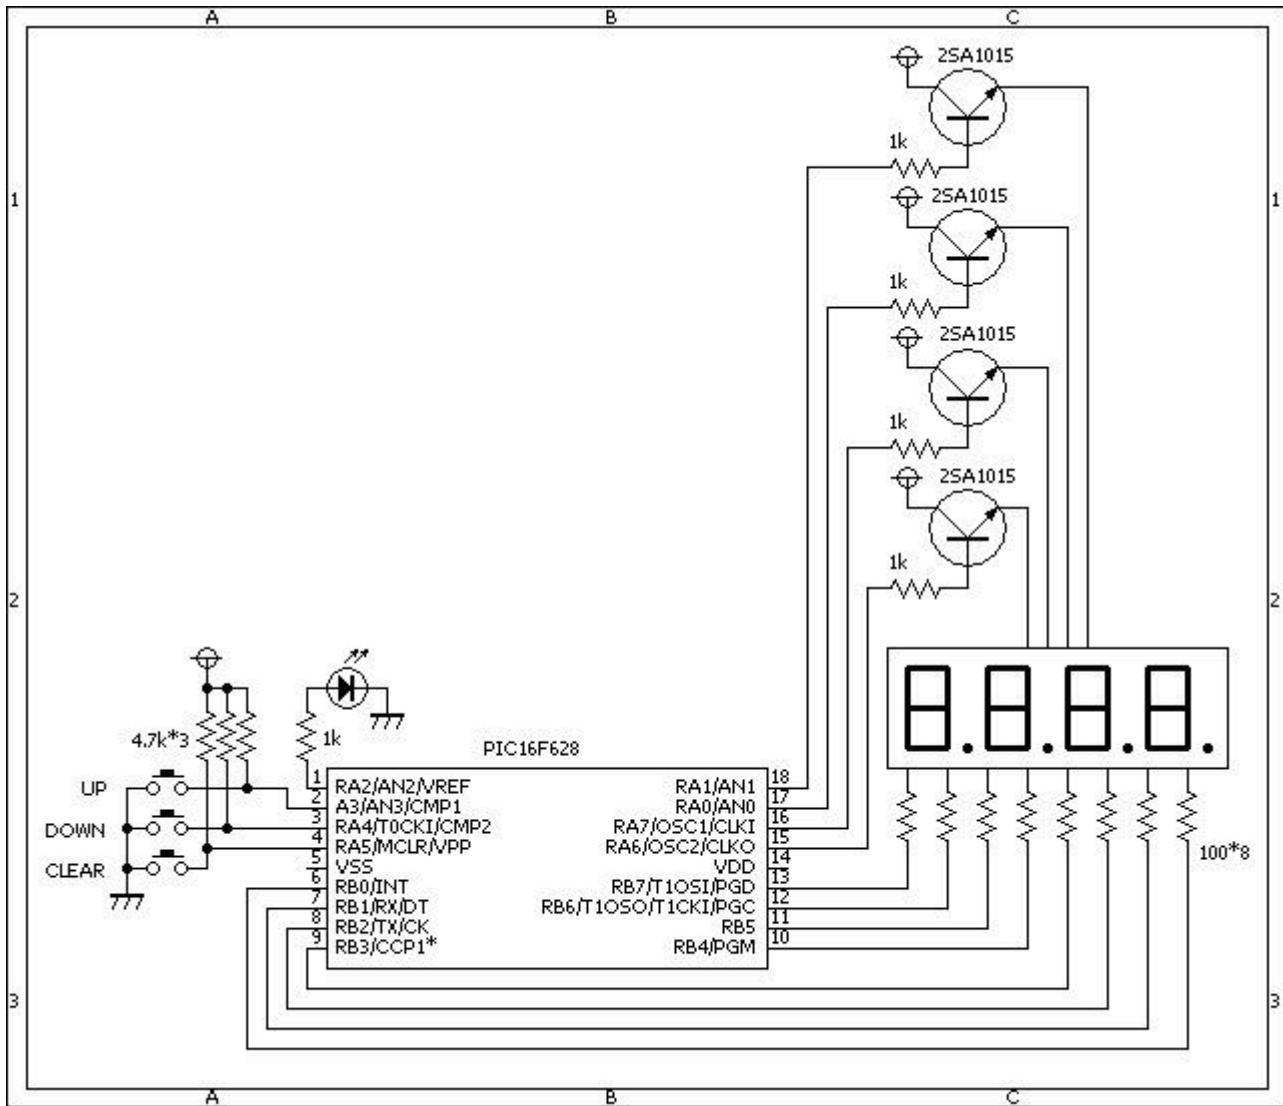 A B C
2SA1015
1k
1 1
2SA1015
1k
2SA1015
1k
2SA1015
1k
2 2
4.7k*3
1k
PIC16F628
UP
DOWN
CLEAR
1 RA2/AN2/VREF
2 A3/AN3/CMP1
3 RA4/T0CKI/CMP2
4 RA5/MCLR/VPP
5 VSS
6 RB0/INT
7 RB1/RX/DT
8 RB2/TX/CK
9 RB3/CCP1*
RA1/AN1 18
RA0/AN0 17
RA7/OSC1/CLKI 16
RA6/OSC2/CLKO 15
VDD 14
RB7/T1OSI/PGD 13
RB6/T1OSO/T1CKI/PGC 12
RB5 11
RB4/PGM 10
8.8.8.8.
100*8
3 3
A B C